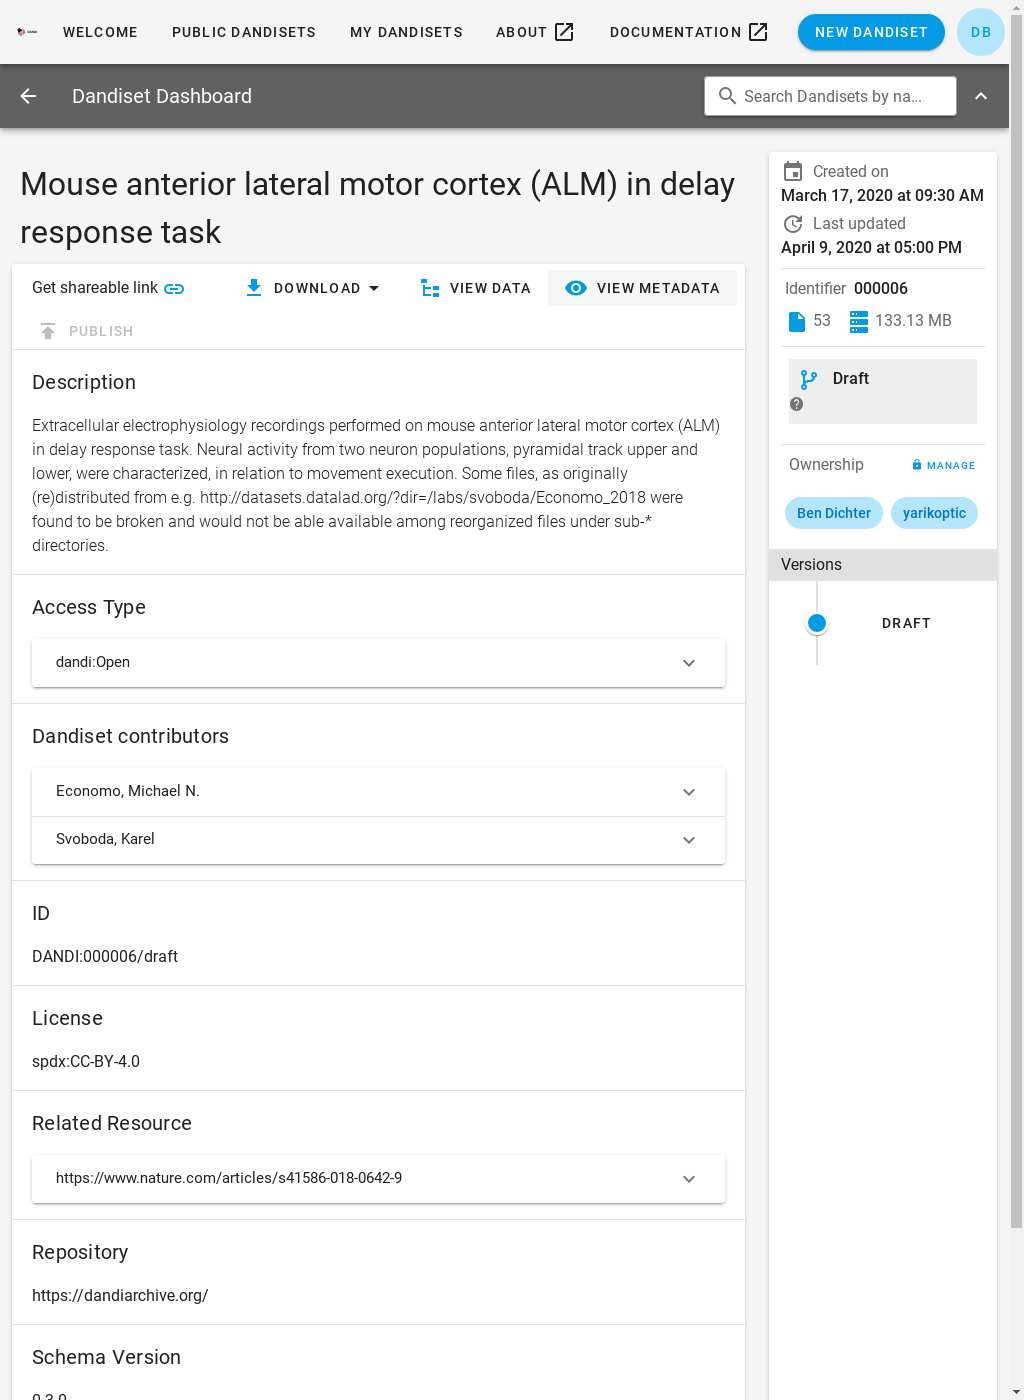 WELCOME PUBLIC DANDISETS MY DANDISETS ABOUT DOCUMENTATION NEW DANDISET DB
Dandiset Dashboard Search Dandisets by na...
Mouse anterior lateral motor cortex (ALM) in delay
response task
Get shareable link DOWNLOAD VIEW DATA VIEW METADATA
PUBLISH
Description
Extracellular electrophysiology recordings performed on mouse anterior lateral motor cortex (ALM)
in delay response task. Neural activity from two neuron populations, pyramidal track upper and
lower, were characterized, in relation to movement execution. Some files, as originally
(re)distributed from e.g. http://datasets.datalad.org/?dir=/labs/svoboda/Economo_2018 were
found to be broken and would not be able available among reorganized files under sub-*
directories.
Access Type
dandi:Open
Dandiset contributors
Economo, Michael N.
Svoboda, Karel
ID
DANDI:000006/draft
License
spdx:CC-BY-4.0
Related Resource
https://www.nature.com/articles/s41586-018-0642-9
Repository
https://dandiarchive.org/
Schema Version
0.3.0
Created on
March 17, 2020 at 09:30 AM
Last updated
April 9, 2020 at 05:00 PM
Identifier 000006
53 133.13 MB
Draft
Ownership MANAGE
Ben Dichter yarikoptic
Versions
DRAFT